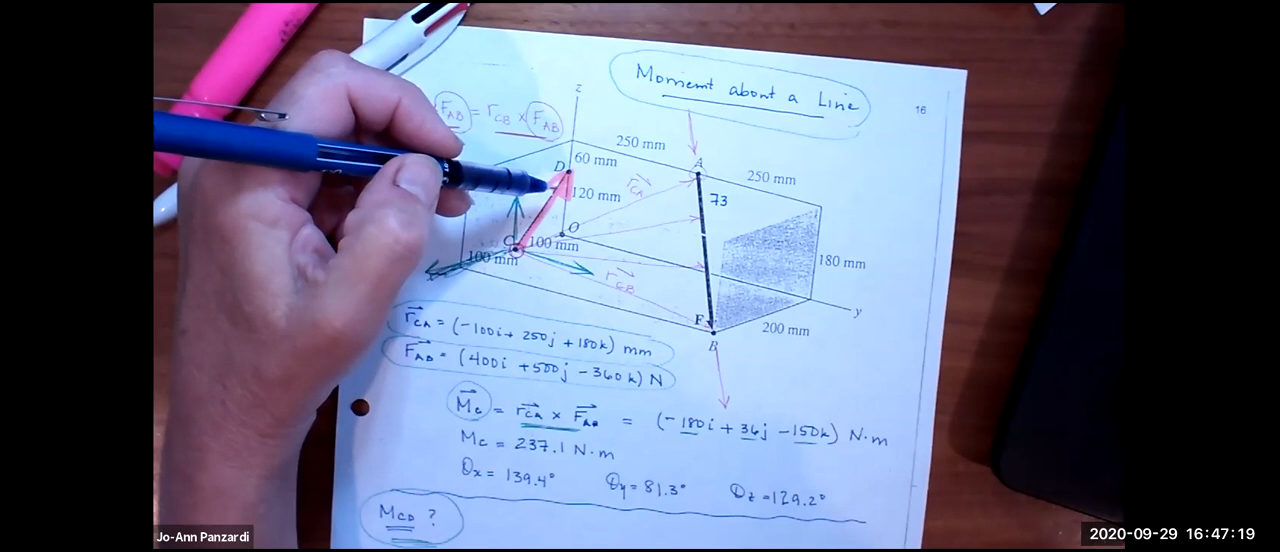 Moment about a Line
16
F_AB = r_CB × F_AB
z
250 mm
A
250 mm
D
60 mm
r_CA
73
120 mm
O
C
100 mm
100 mm
180 mm
r_CB
F
y
200 mm
B
r_CA = (-100i + 250j + 180k) mm
F_AB = (400i + 500j - 360k) N
M_C = r_CA × F_AB = (-180i + 36j - 150k) N·m
M_C = 237.1 N·m
θx = 139.4° θy = 81.3° θz = 129.2°
M_CD ?
Jo-Ann Panzardi
2020-09-29 16:47:19